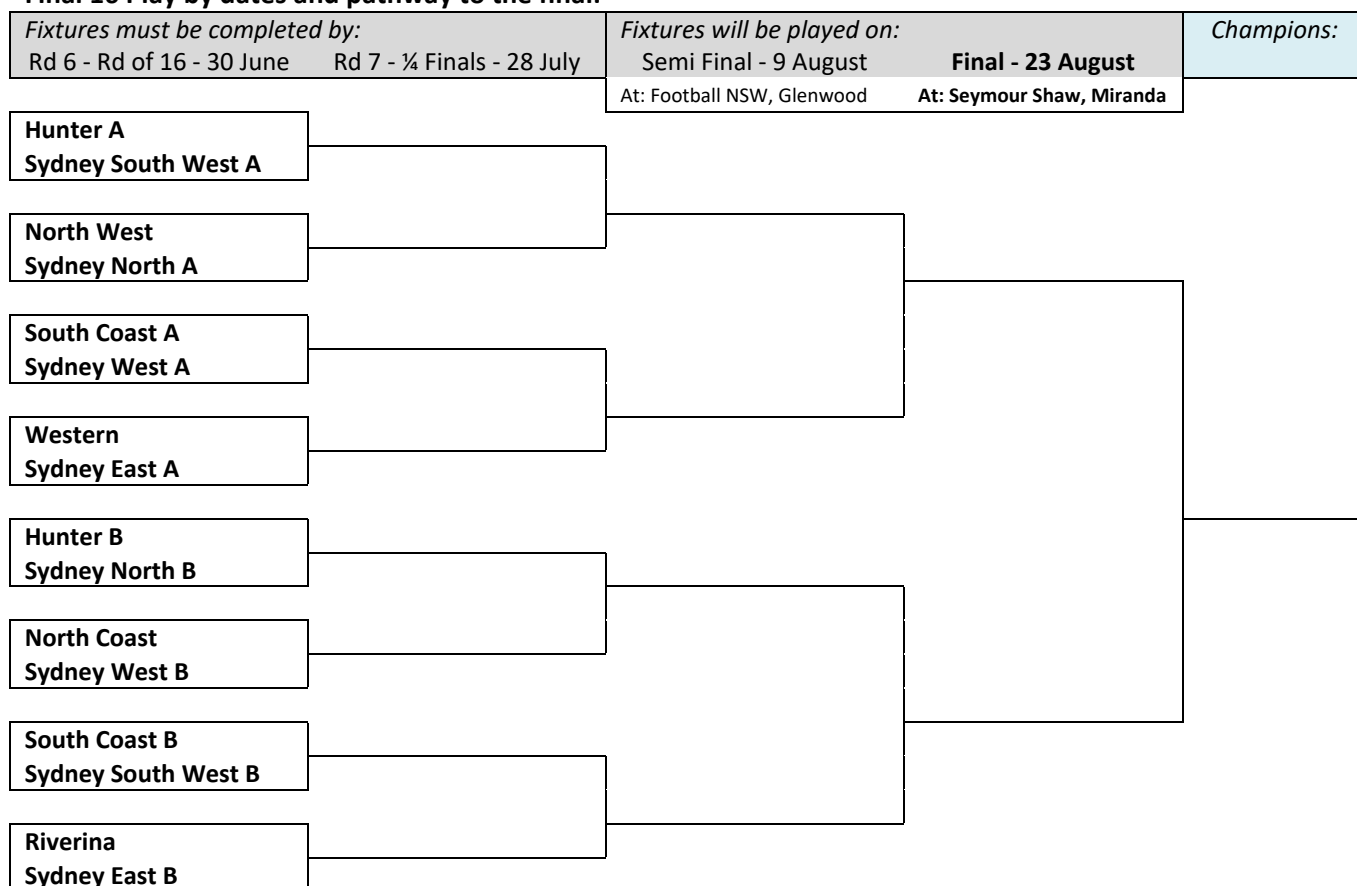 Final 16 Play by dates and pathway to the final:
Fixtures must be completed by:
Rd 6 - Rd of 16 - 30 June Rd 7 - ¼ Finals - 28 July
Fixtures will be played on:
Semi Final - 9 August Final - 23 August
At: Football NSW, Glenwood At: Seymour Shaw, Miranda
Champions:
Hunter A
Sydney South West A
North West
Sydney North A
South Coast A
Sydney West A
Western
Sydney East A
Hunter B
Sydney North B
North Coast
Sydney West B
South Coast B
Sydney South West B
Riverina
Sydney East B